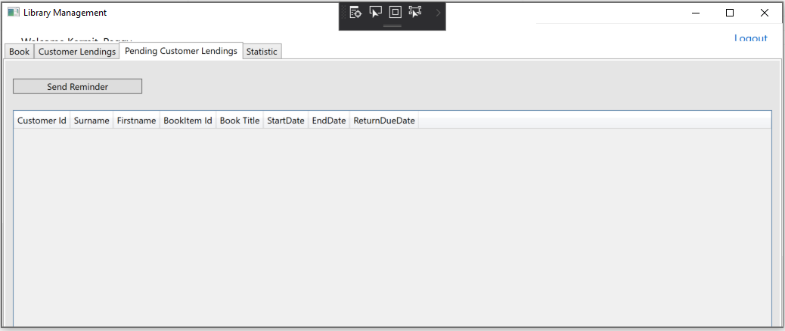 Library Management
Welcome Kermit, Peggy
Logout
Book Customer Lendings Pending Customer Lendings Statistic
Send Reminder
Customer Id Surname Firstname BookItem Id Book Title StartDate EndDate ReturnDueDate